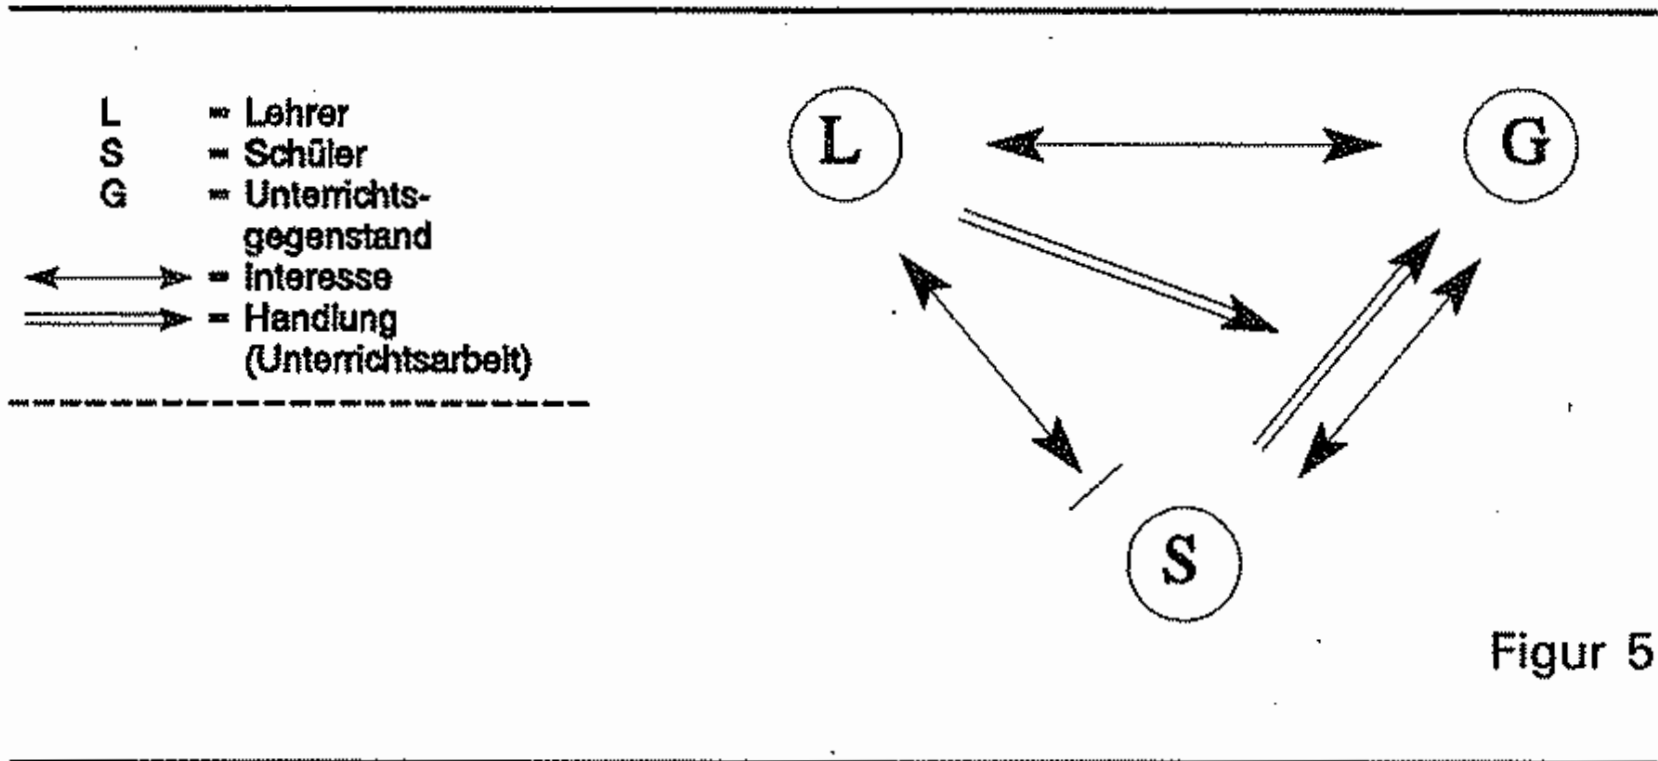 L = Lehrer
S = Schüler
G = Unterrichts-
gegenstand
= Interesse
= Handlung
(Unterrichtsarbeit)
L
G
S
Figur 5